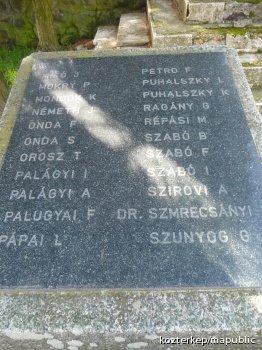 MOKRY P
MONDOK K
NÉMETH J
ONDA F
ONDA S
OROSZ T
PALÁGYI I
PALÁGYI A
PALUGYAI F
PÁPAI L
PETRO F
PUHALSZKY L
PUHALSZKY K
RAGÁNY G
RÉPÁSI M
SZABÓ B
SZABÓ F
SZABÓ I
SZIROVI A
DR. SZMRECSÁNYI
SZUNYOG G
kozterkep/mapublic